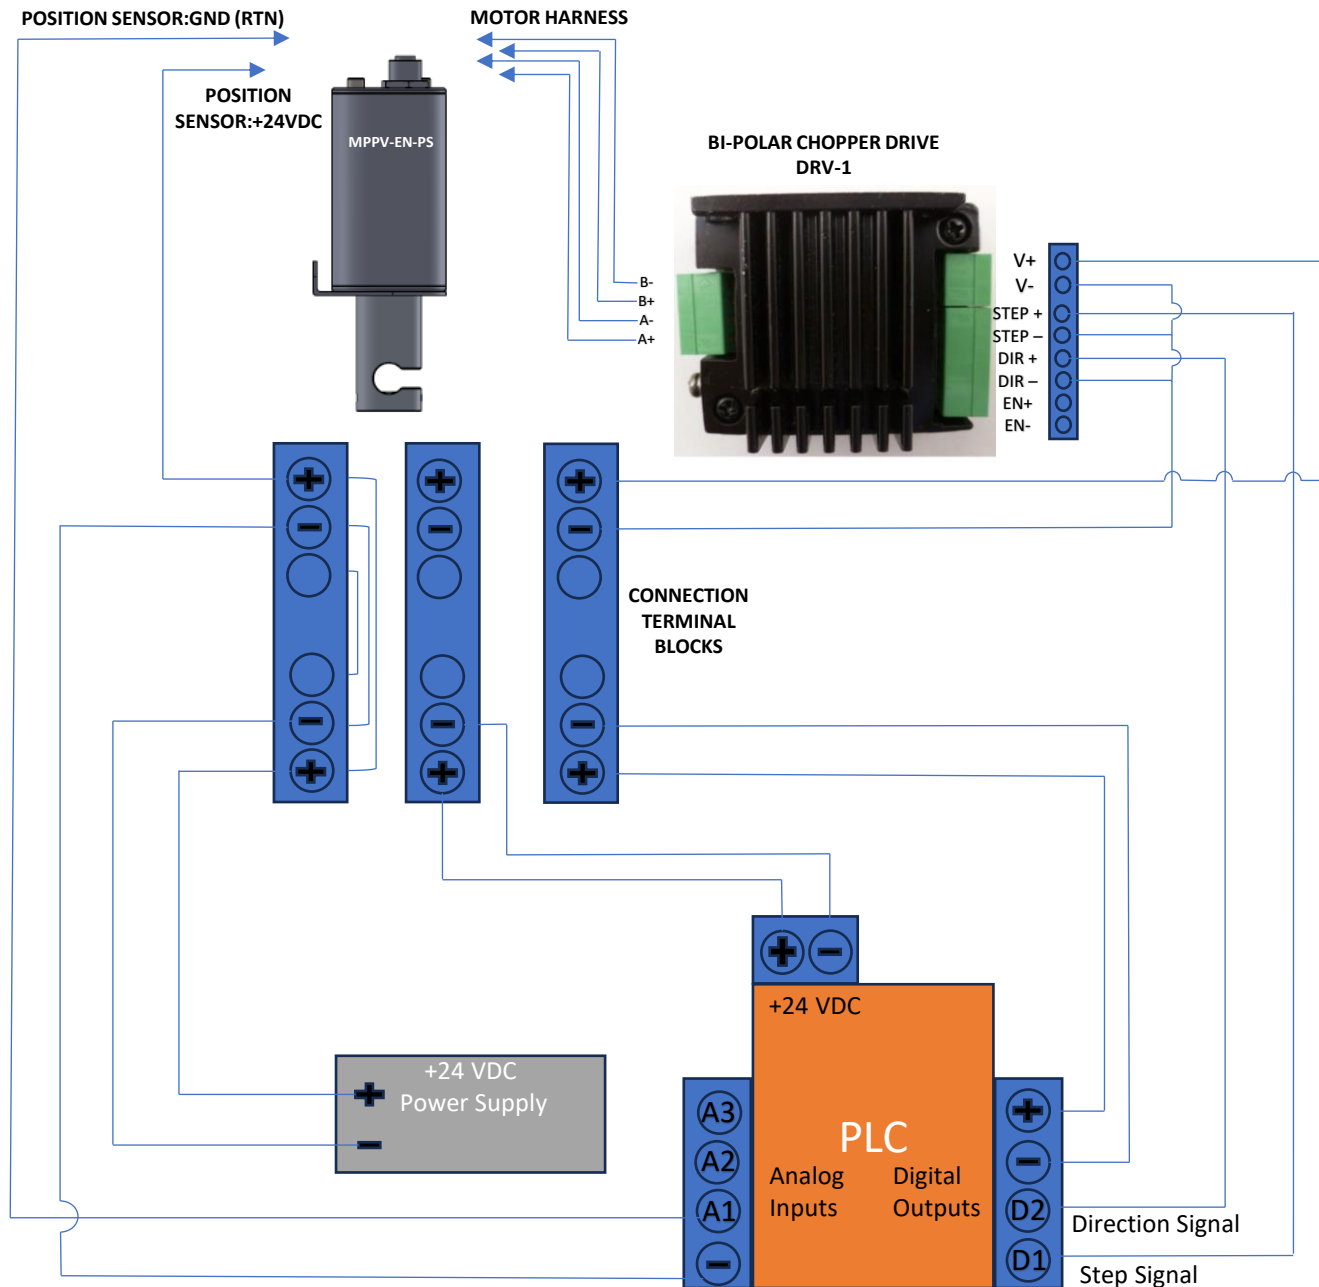 POSITION SENSOR:GND (RTN)
MOTOR HARNESS
POSITION
SENSOR:+24VDC
MPPV-EN-PS
BI-POLAR CHOPPER DRIVE
DRV-1
B-
B+
A-
A+
V+
V-
STEP +
STEP –
DIR +
DIR –
EN+
EN-
CONNECTION
TERMINAL
BLOCKS
+24 VDC
+24 VDC
Power Supply
PLC
Analog
Inputs
Digital
Outputs
A3
A2
A1
D2
D1
Direction Signal
Step Signal